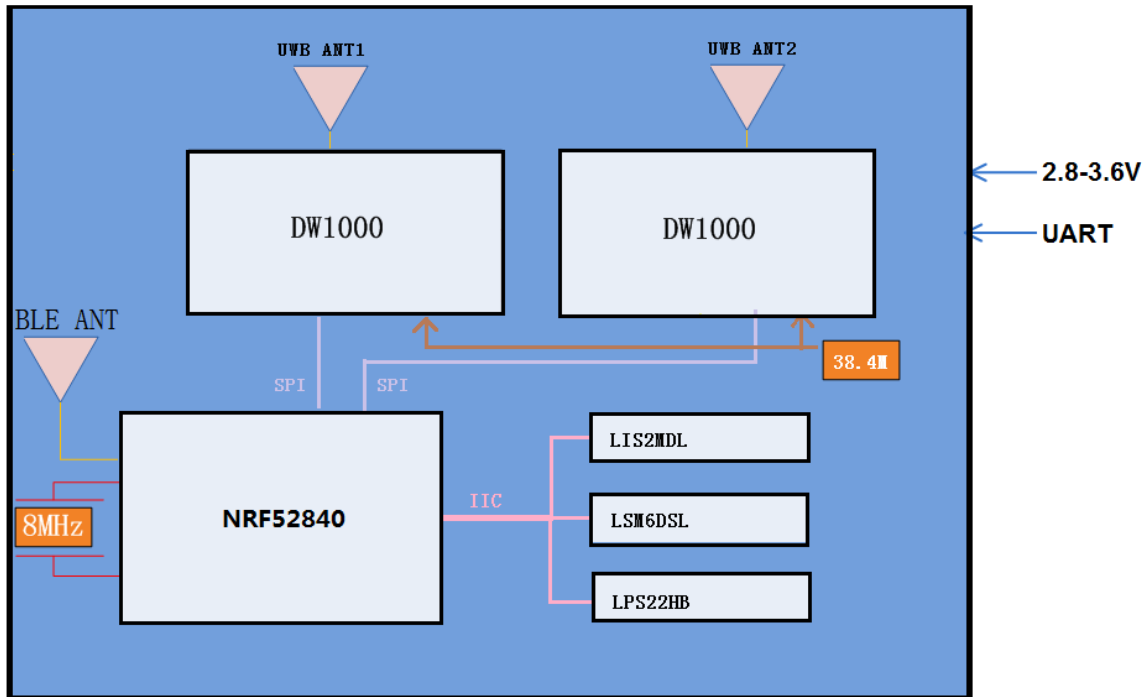 UWB ANT1
UWB ANT2
DW1000
DW1000
2.8-3.6V
UART
BLE ANT
38.4M
SPI
SPI
LIS2MDL
IIC
8MHz
NRF52840
LSM6DSL
LPS22HB